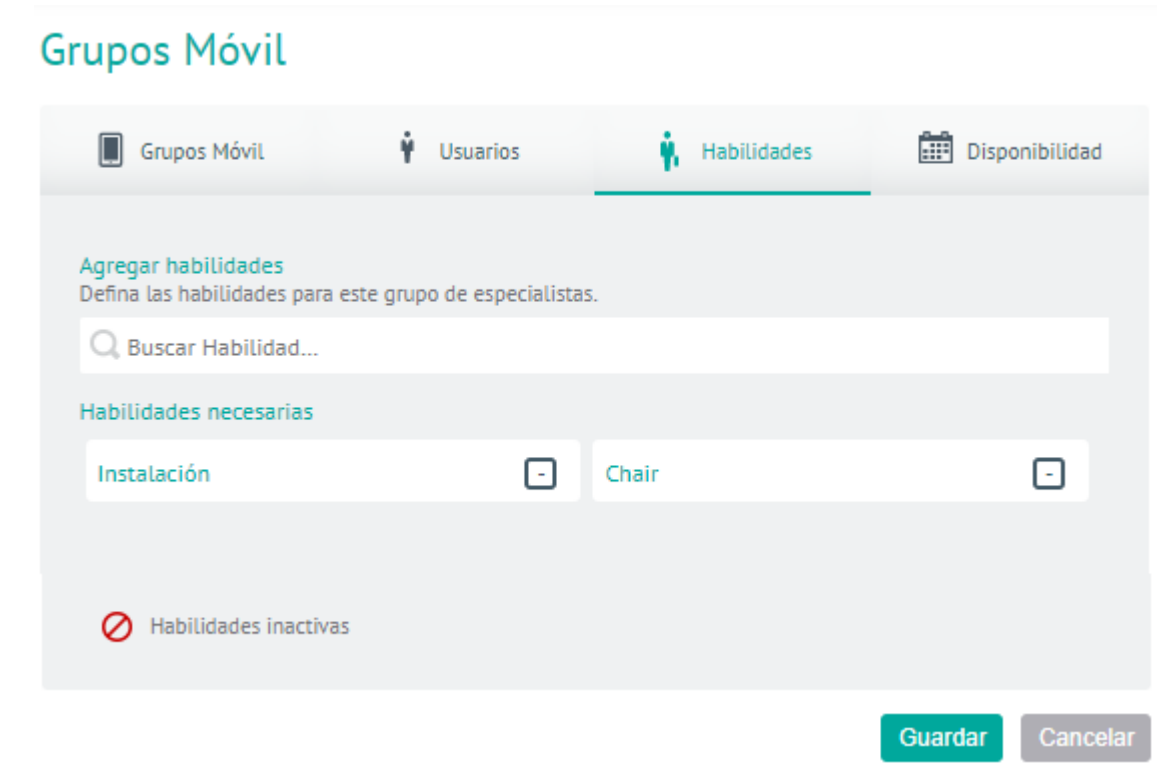 Grupos Móvil
Grupos Móvil
Usuarios
Habilidades
Disponibilidad
Agregar habilidades
Defina las habilidades para este grupo de especialistas.
Buscar Habilidad...
Habilidades necesarias
Instalación
-
Chair
-
Habilidades inactivas
Guardar
Cancelar